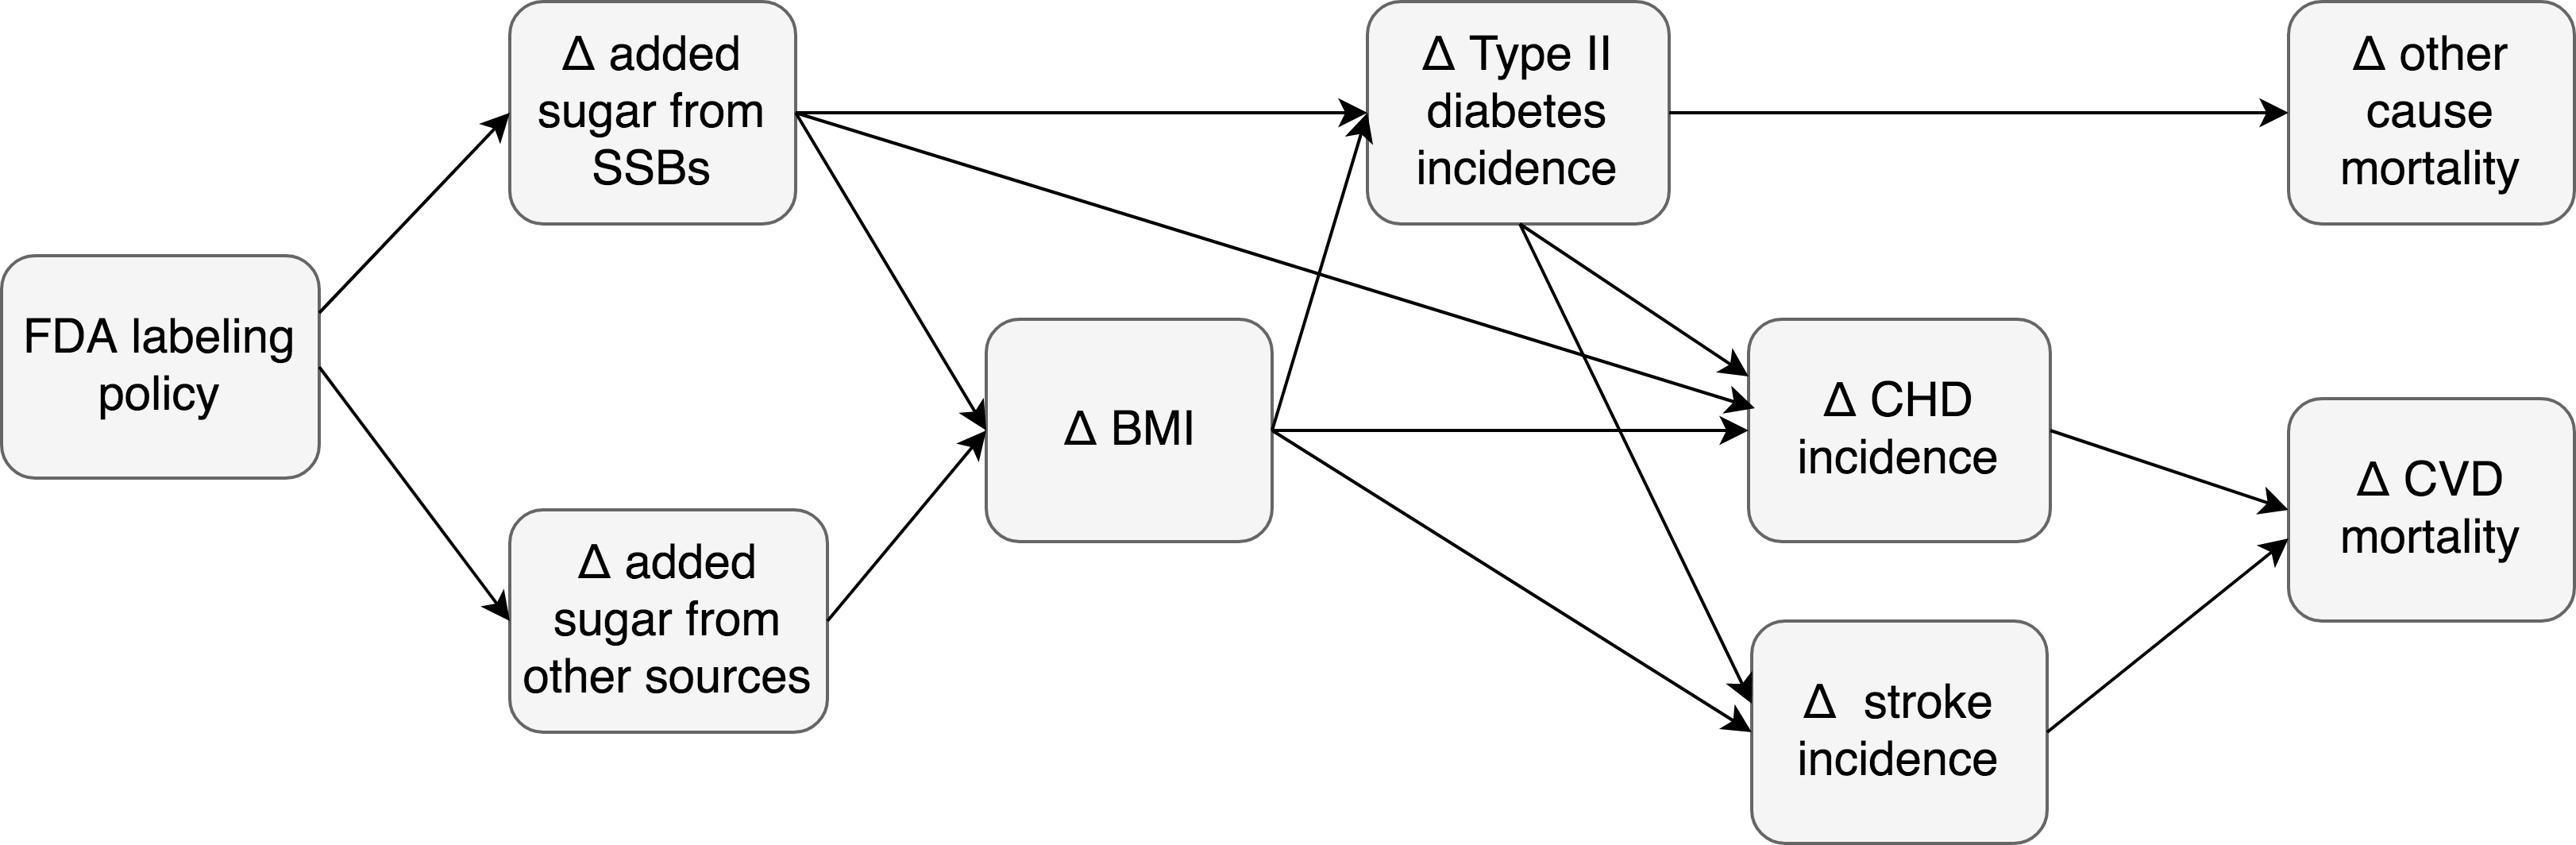 FDA labeling
policy
Δ added
sugar from
SSBs
Δ added
sugar from
other sources
Δ BMI
Δ Type II
diabetes
incidence
Δ CHD
incidence
Δ stroke
incidence
Δ other
cause
mortality
Δ CVD
mortality